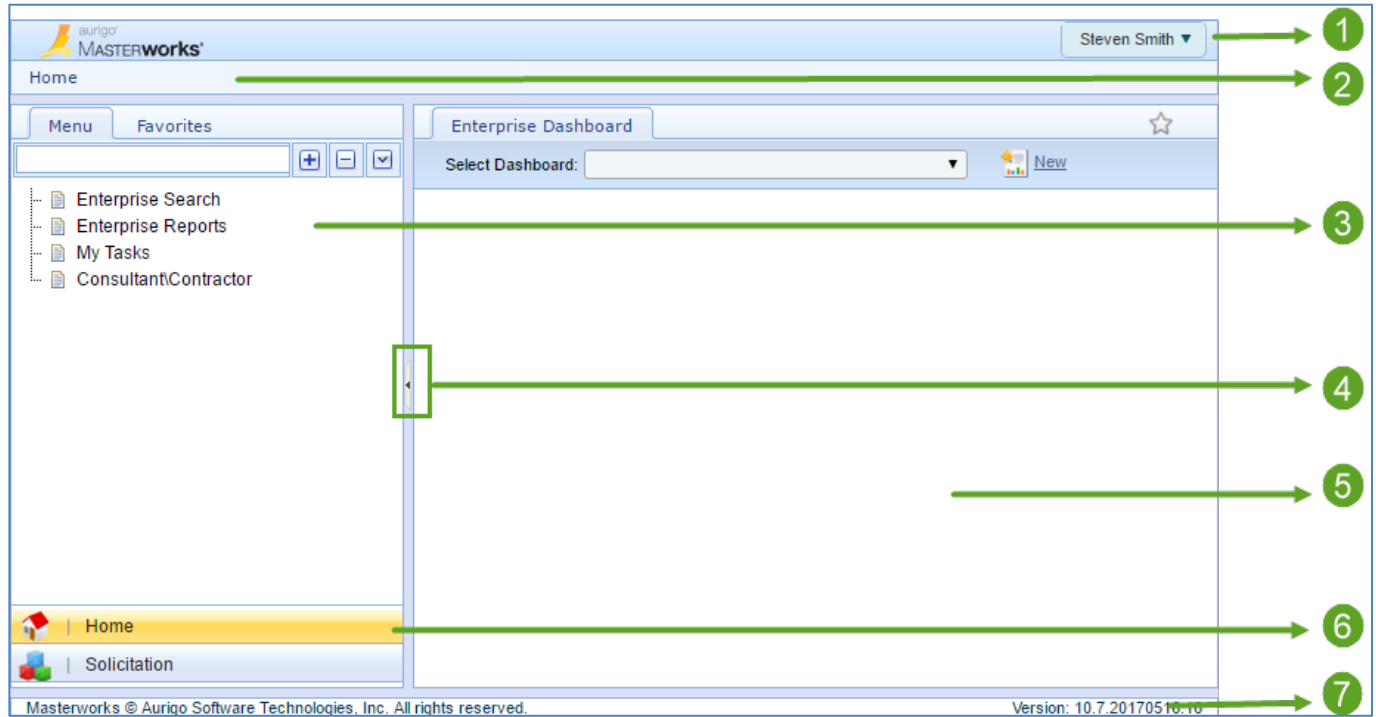 aurigo
MASTERworks
Steven Smith ▼
1
Home
2
Menu Favorites
Enterprise Dashboard
Select Dashboard:
New
Enterprise Search
Enterprise Reports
3
My Tasks
Consultant\Contractor
4
5
Home
6
Solicitation
7
Masterworks © Aurigo Software Technologies, Inc. All rights reserved.
Version: